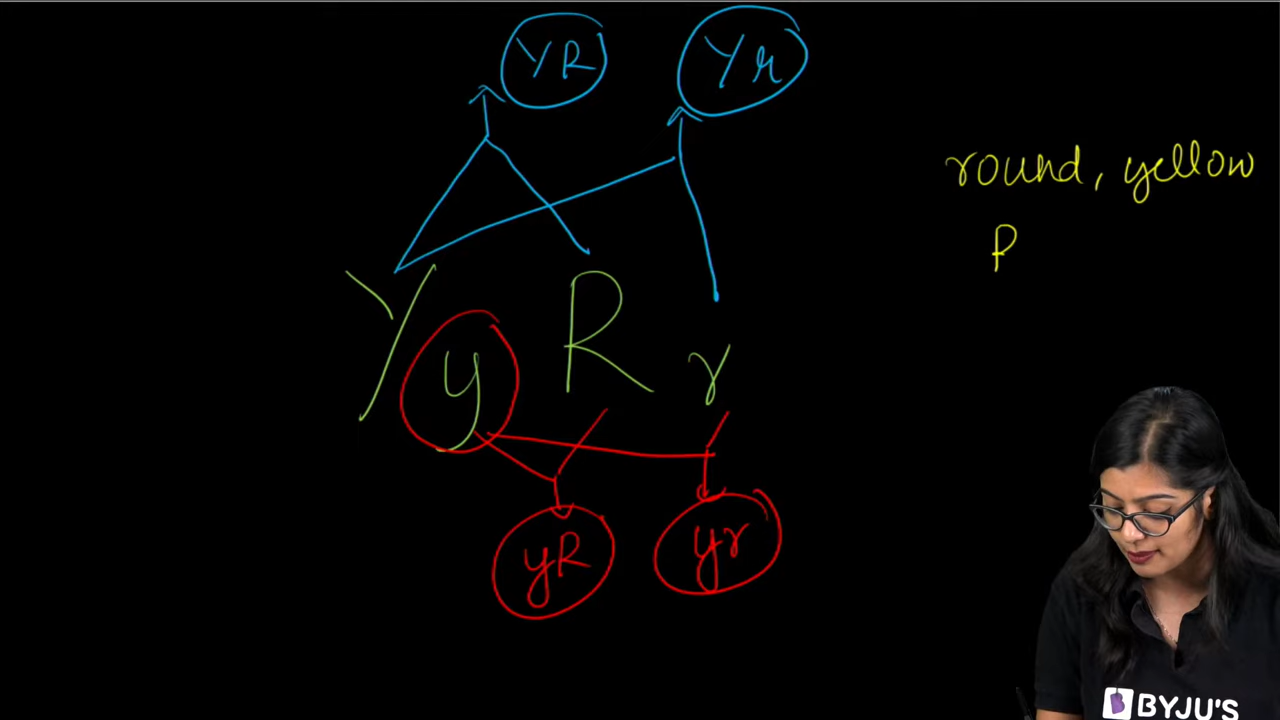 YR Yr
round, yellow
R
Y y R r
yR yr
BYJU'S